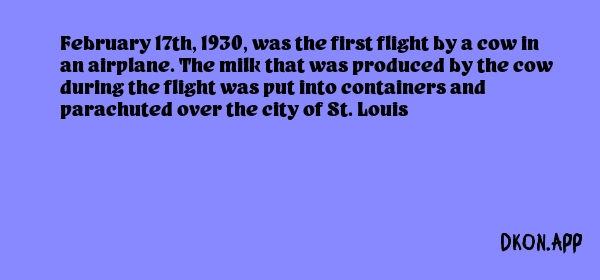 February 17th, 1930, was the first flight by a cow in
an airplane. The milk that was produced by the cow
during the flight was put into containers and
parachuted over the city of St. Louis
DKON.APP